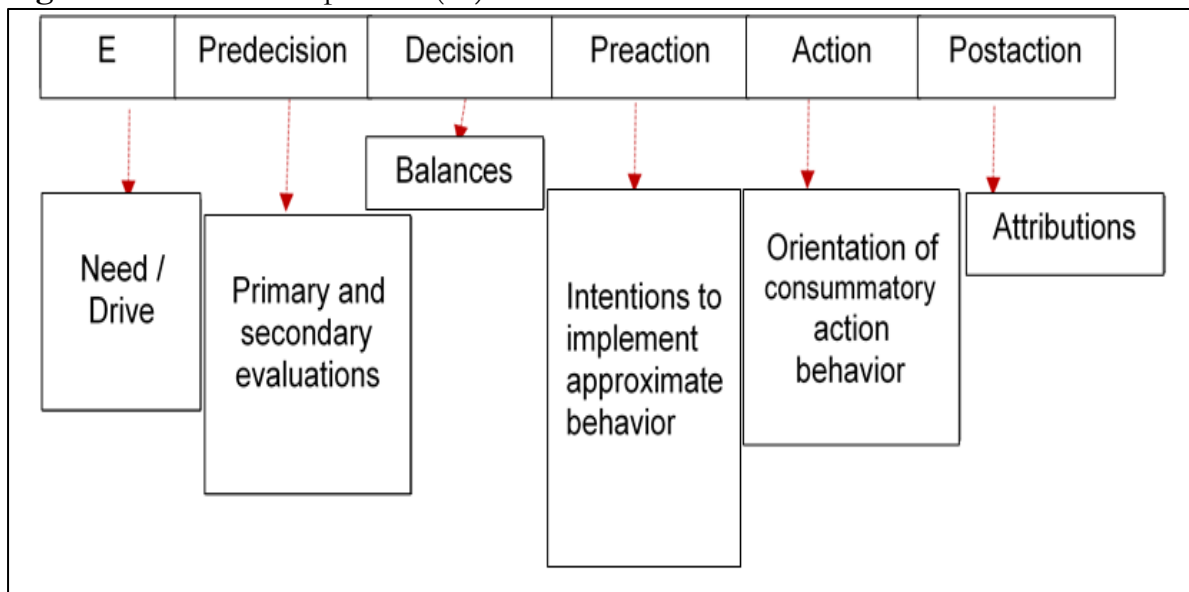 E
Predecision
Decision
Preaction
Action
Postaction
Need /
Drive
Primary and
secondary
evaluations
Balances
Intentions to
implement
approximate
behavior
Orientation of
consummatory
action
behavior
Attributions